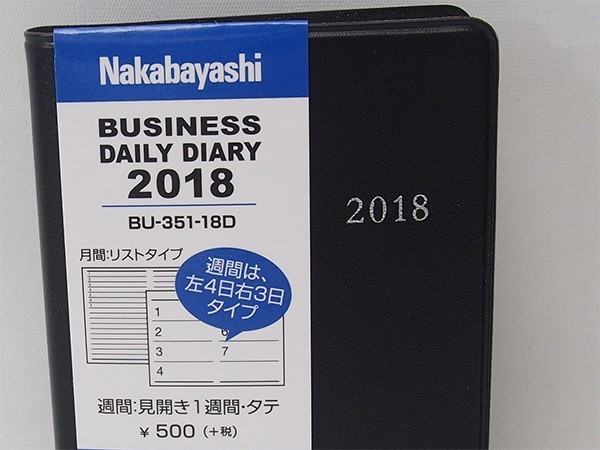 Nakabayashi
BUSINESS
DAILY DIARY
2018
BU-351-18D
月間:リストタイプ
週間は、
左4日右3日
タイプ
1
2
3
4
6
7
週間:見開き1週間・タテ
¥ 500 (+税)
2018